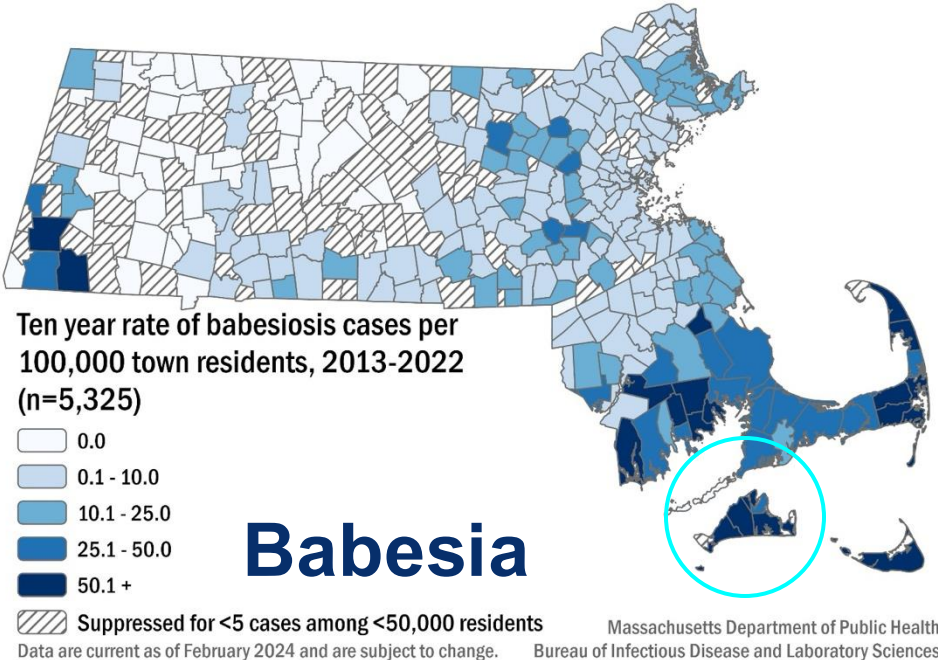 Ten year rate of babesiosis cases per
100,000 town residents, 2013-2022
(n=5,325)
0.0
0.1 - 10.0
10.1 - 25.0
25.1 - 50.0
50.1 +
Suppressed for <5 cases among <50,000 residents
Babesia
Data are current as of February 2024 and are subject to change.
Massachusetts Department of Public Health
Bureau of Infectious Disease and Laboratory Sciences